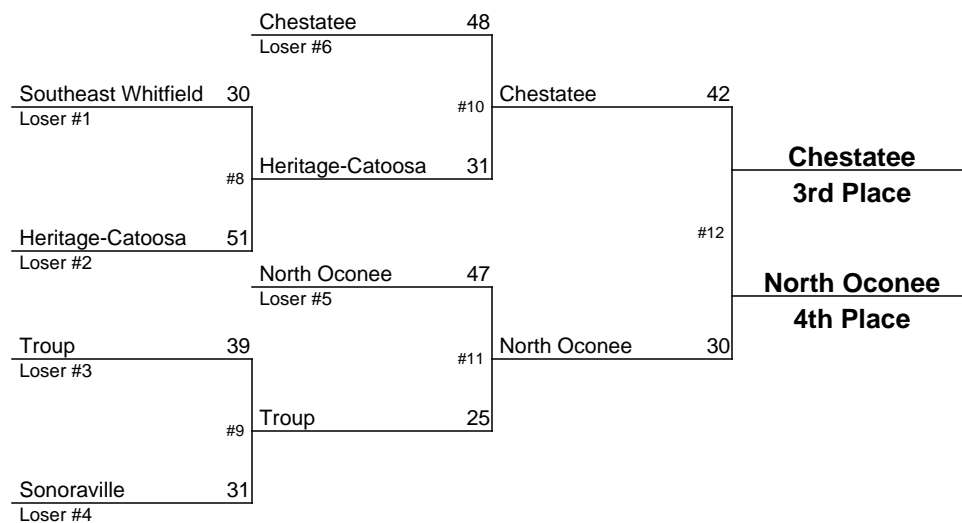 Chestatee 48
Loser #6
Southeast Whitfield 30
Loser #1
#10
Chestatee 42
Chestatee
3rd Place
#8
Heritage-Catoosa 31
Heritage-Catoosa 51
Loser #2
#12
North Oconee 47
Loser #5
North Oconee
4th Place
Troup 39
Loser #3
#11
North Oconee 30
#9
Troup 25
Sonoraville 31
Loser #4